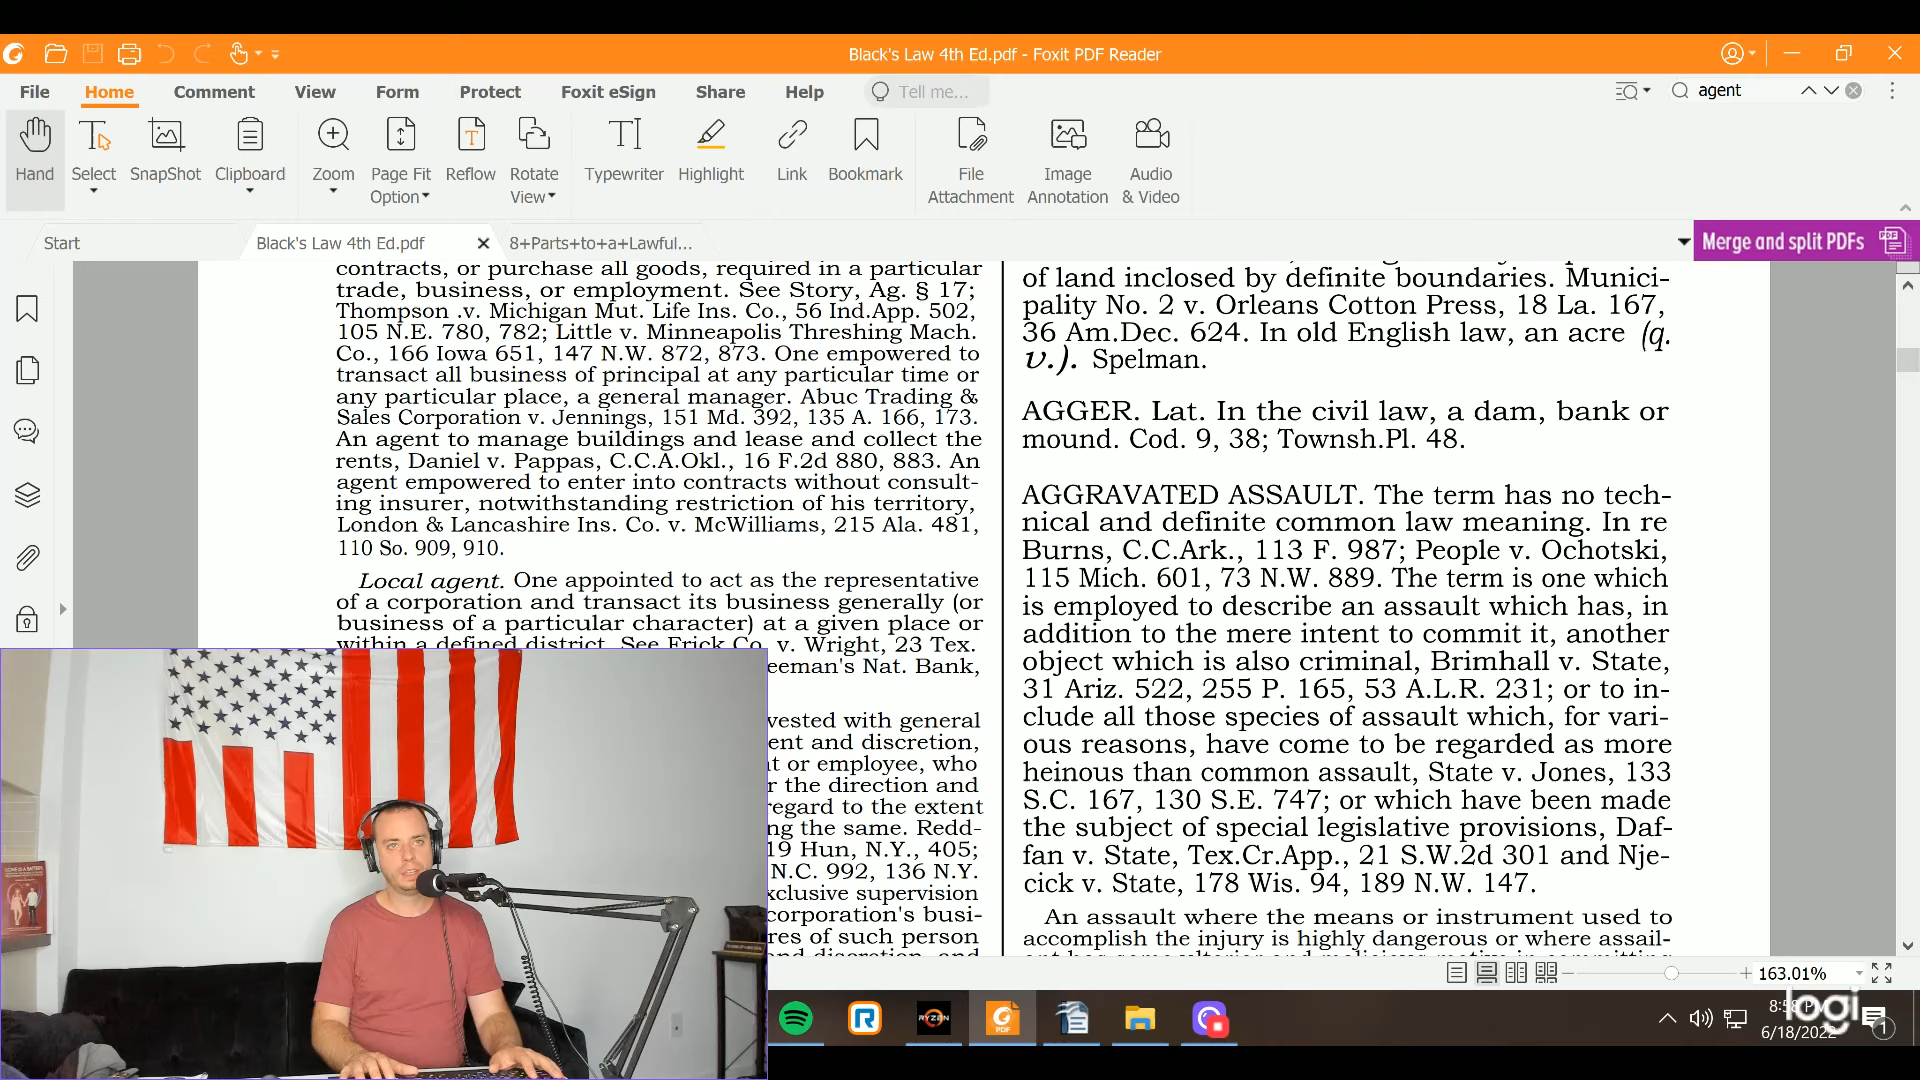 Black's Law 4th Ed.pdf - Foxit PDF Reader
File Home Comment View Form Protect Foxit eSign Share Help Tell me... agent
Hand Select SnapShot Clipboard Zoom Page Fit Option Reflow Rotate View Typewriter Highlight Link Bookmark File Attachment Image Annotation Audio & Video
Start Black's Law 4th Ed.pdf 8+Parts+to+a+Lawful... Merge and split PDFs
PDF
contracts, or purchase all goods, required in a particular
trade, business, or employment. See Story, Ag. § 17;
Thompson .v. Michigan Mut. Life Ins. Co., 56 Ind.App. 502,
105 N.E. 780, 782; Little v. Minneapolis Threshing Mach.
Co., 166 Iowa 651, 147 N.W. 872, 873. One empowered to
transact all business of principal at any particular time or
any particular place, a general manager. Abuc Trading &
Sales Corporation v. Jennings, 151 Md. 392, 135 A. 166, 173.
An agent to manage buildings and lease and collect the
rents, Daniel v. Pappas, C.C.A.Okl., 16 F.2d 880, 883. An
agent empowered to enter into contracts without consult-
ing insurer, notwithstanding restriction of his territory,
London & Lancashire Ins. Co. v. McWilliams, 215 Ala. 481,
110 So. 909, 910.
Local agent. One appointed to act as the representative
of a corporation and transact its business generally (or
business of a particular character) at a given place or
within a defined district. See Frick Co. v. Wright, 23 Tex.
eeman's Nat. Bank,
vested with general
ent and discretion,
nt or employee, who
r the direction and
regard to the extent
ng the same. Redd-
19 Hun, N.Y., 405;
N.C. 992, 136 N.Y.
xclusive supervision
corporation's busi-
res of such person
nd discretion, and
of land inclosed by definite boundaries. Munici-
pality No. 2 v. Orleans Cotton Press, 18 La. 167,
36 Am.Dec. 624. In old English law, an acre (q.
v.). Spelman.
AGGER. Lat. In the civil law, a dam, bank or
mound. Cod. 9, 38; Townsh.Pl. 48.
AGGRAVATED ASSAULT. The term has no tech-
nical and definite common law meaning. In re
Burns, C.C.Ark., 113 F. 987; People v. Ochotski,
115 Mich. 601, 73 N.W. 889. The term is one which
is employed to describe an assault which has, in
addition to the mere intent to commit it, another
object which is also criminal, Brimhall v. State,
31 Ariz. 522, 255 P. 165, 53 A.L.R. 231; or to in-
clude all those species of assault which, for vari-
ous reasons, have come to be regarded as more
heinous than common assault, State v. Jones, 133
S.C. 167, 130 S.E. 747; or which have been made
the subject of special legislative provisions, Daf-
fan v. State, Tex.Cr.App., 21 S.W.2d 301 and Nje-
cick v. State, 178 Wis. 94, 189 N.W. 147.
An assault where the means or instrument used to
accomplish the injury is highly dangerous or where assail-
163.01%
RYZEN PDF
logi
6/18/2022
1